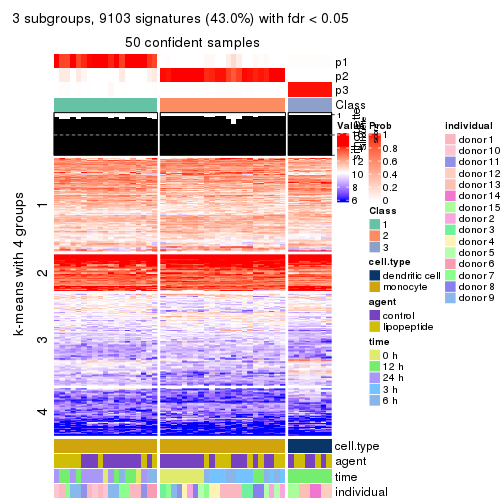 3 subgroups, 9103 signatures (43.0%) with fdr < 0.05
50 confident samples
p1
p2
p3
Class
1
2
3
4
k-means with 4 groups
cell.type
agent
time
individual
Prob
1
0.8
0.6
0.4
0.2
0
12
8
6
Class
1
2
3
cell.type
dendritic cell
monocyte
agent
control
lipopeptide
time
0 h
12 h
24 h
3 h
6 h
individual
donor 1
donor 10
donor 11
donor 12
donor 13
donor 14
donor 15
donor 2
donor 3
donor 4
donor 5
donor 6
donor 7
donor 8
donor 9